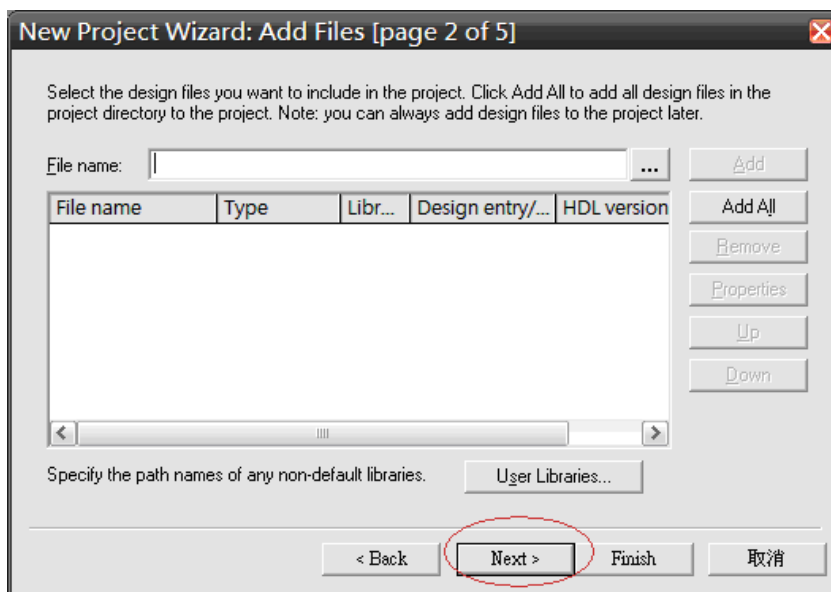 New Project Wizard: Add Files [page 2 of 5]
Select the design files you want to include in the project. Click Add All to add all design files in the
project directory to the project. Note: you can always add design files to the project later.
File name: ... Add
File name Type Libr... Design entry/... HDL version Add All
Remove
Properties
Up
Down
Specify the path names of any non-default libraries. User Libraries...
< Back Next > Finish 取消